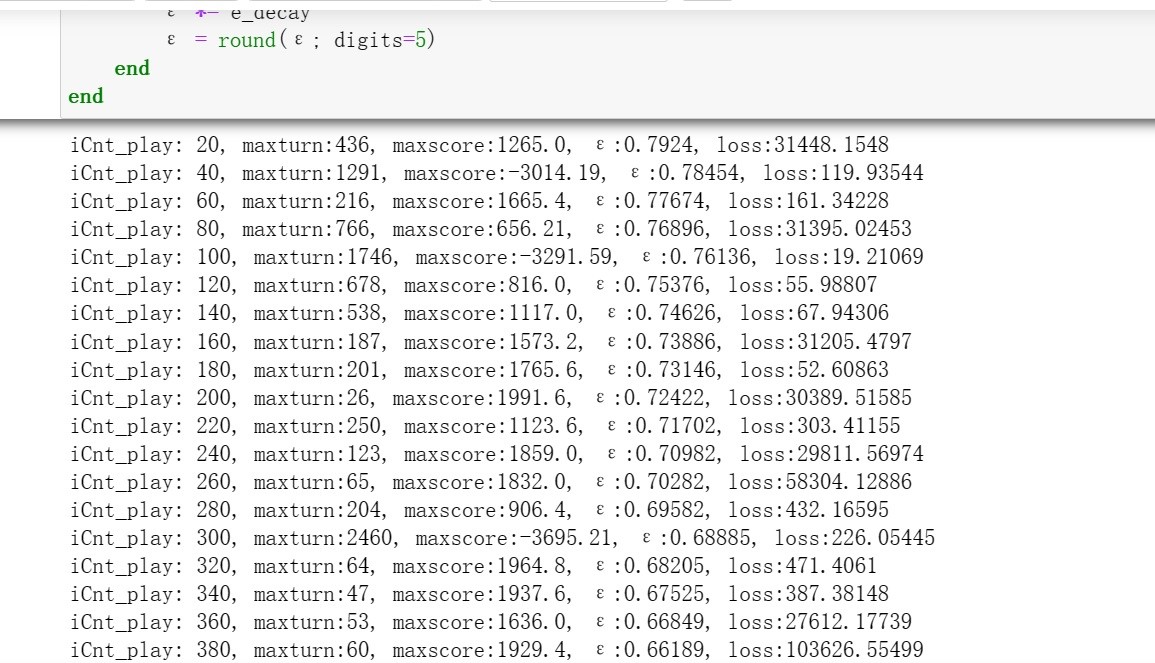 ε *= e_decay
ε = round(ε; digits=5)
end
end
iCnt_play: 20, maxturn:436, maxscore:1265.0, ε:0.7924, loss:31448.1548
iCnt_play: 40, maxturn:1291, maxscore:-3014.19, ε:0.78454, loss:119.93544
iCnt_play: 60, maxturn:216, maxscore:1665.4, ε:0.77674, loss:161.34228
iCnt_play: 80, maxturn:766, maxscore:656.21, ε:0.76896, loss:31395.02453
iCnt_play: 100, maxturn:1746, maxscore:-3291.59, ε:0.76136, loss:19.21069
iCnt_play: 120, maxturn:678, maxscore:816.0, ε:0.75376, loss:55.98807
iCnt_play: 140, maxturn:538, maxscore:1117.0, ε:0.74626, loss:67.94306
iCnt_play: 160, maxturn:187, maxscore:1573.2, ε:0.73886, loss:31205.4797
iCnt_play: 180, maxturn:201, maxscore:1765.6, ε:0.73146, loss:52.60863
iCnt_play: 200, maxturn:26, maxscore:1991.6, ε:0.72422, loss:30389.51585
iCnt_play: 220, maxturn:250, maxscore:1123.6, ε:0.71702, loss:303.41155
iCnt_play: 240, maxturn:123, maxscore:1859.0, ε:0.70982, loss:29811.56974
iCnt_play: 260, maxturn:65, maxscore:1832.0, ε:0.70282, loss:58304.12886
iCnt_play: 280, maxturn:204, maxscore:906.4, ε:0.69582, loss:432.16595
iCnt_play: 300, maxturn:2460, maxscore:-3695.21, ε:0.68885, loss:226.05445
iCnt_play: 320, maxturn:64, maxscore:1964.8, ε:0.68205, loss:471.4061
iCnt_play: 340, maxturn:47, maxscore:1937.6, ε:0.67525, loss:387.38148
iCnt_play: 360, maxturn:53, maxscore:1636.0, ε:0.66849, loss:27612.17739
iCnt_play: 380, maxturn:60, maxscore:1929.4, ε:0.66189, loss:103626.55499